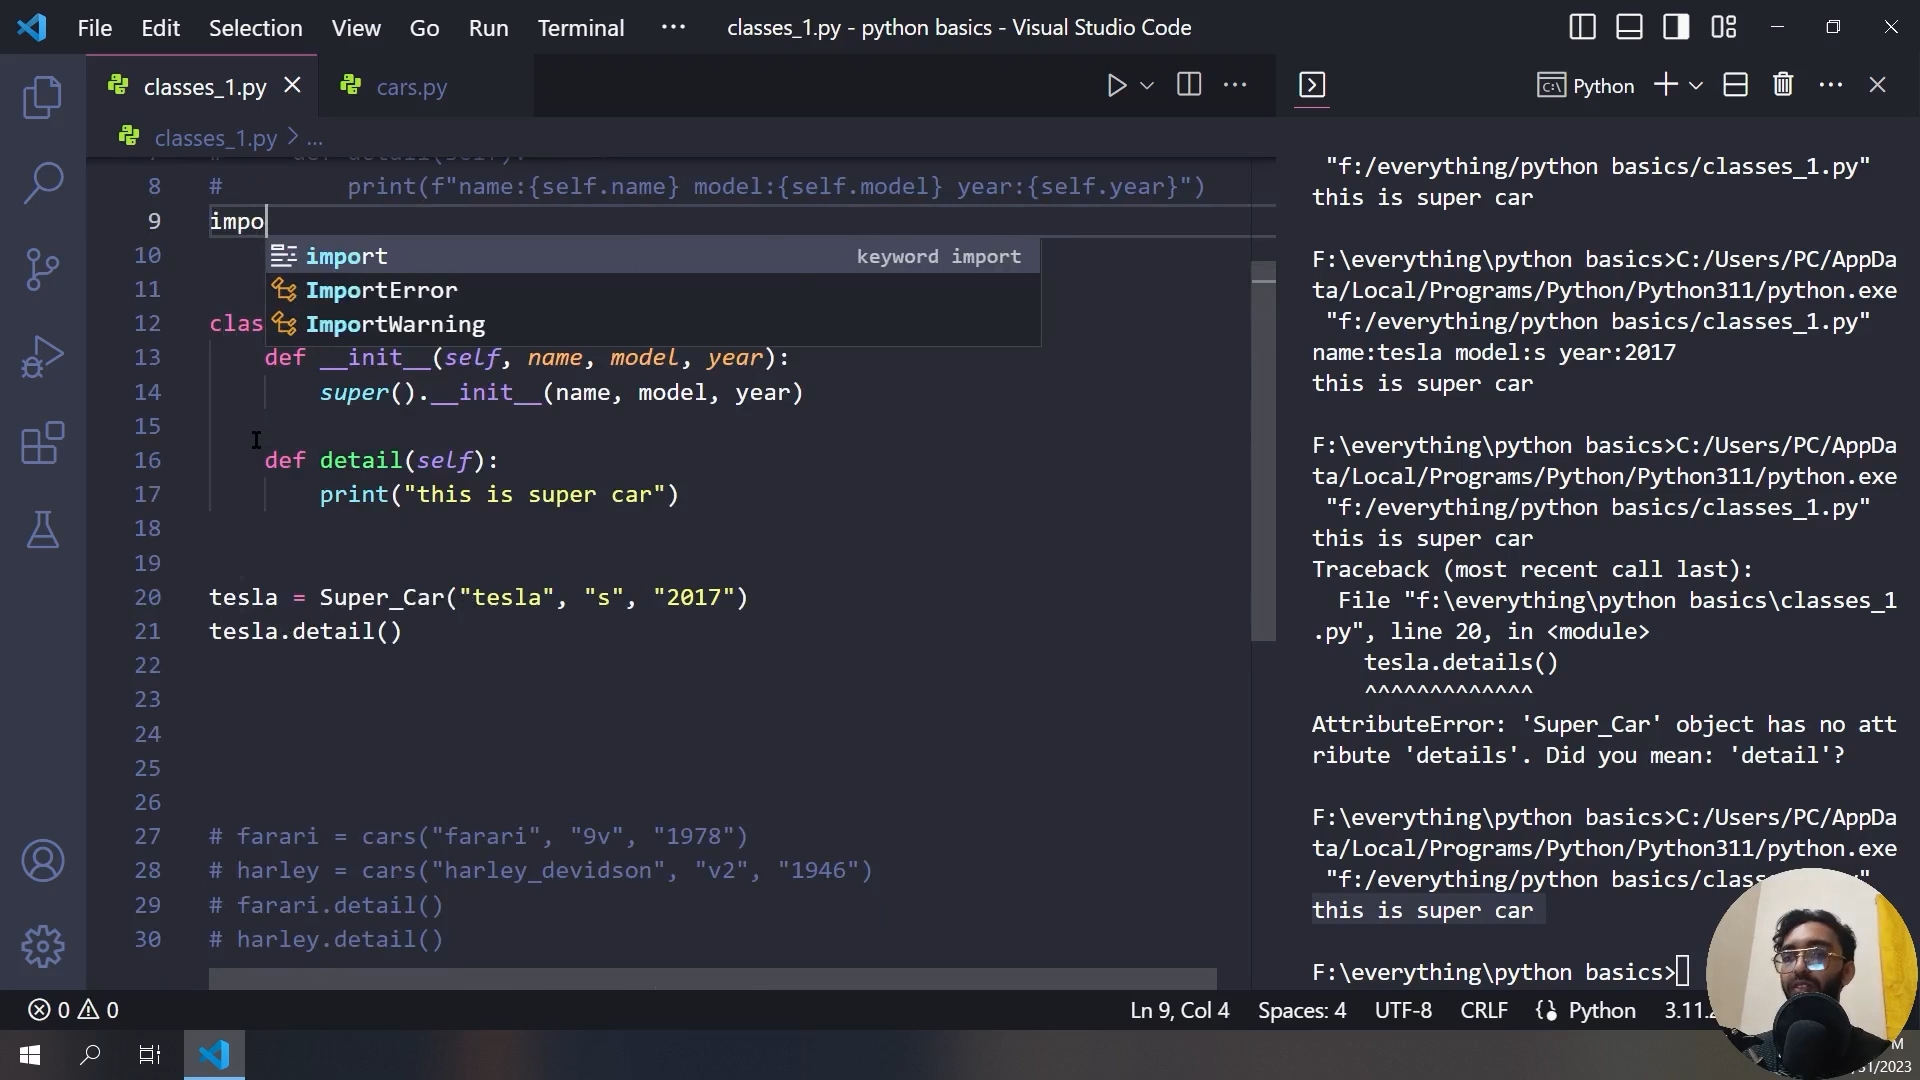 File Edit Selection View Go Run Terminal ··· classes_1.py - python basics - Visual Studio Code
classes_1.py cars.py
Python
classes_1.py > ...
8 # print(f"name:{self.name} model:{self.model} year:{self.year}")
9 impo
import keyword import
10
ImportError
11
ImportWarning
12 clas
13 def __init__(self, name, model, year):
14 super().__init__(name, model, year)
15
16 def detail(self):
17 print("this is super car")
18
19
20 tesla = Super_Car("tesla", "s", "2017")
21 tesla.detail()
22
23
24
25
26
27 # farari = cars("farari", "9v", "1978")
28 # harley = cars("harley_devidson", "v2", "1946")
29 # farari.detail()
30 # harley.detail()
"f:/everything/python basics/classes_1.py"
this is super car
F:\everything\python basics>C:/Users/PC/AppDa
ta/Local/Programs/Python/Python311/python.exe
"f:/everything/python basics/classes_1.py"
name:tesla model:s year:2017
this is super car
F:\everything\python basics>C:/Users/PC/AppDa
ta/Local/Programs/Python/Python311/python.exe
"f:/everything/python basics/classes_1.py"
this is super car
Traceback (most recent call last):
File "f:\everything\python basics\classes_1
.py", line 20, in <module>
tesla.details()
^^^^^^^^^^^^^
AttributeError: 'Super_Car' object has no att
ribute 'details'. Did you mean: 'detail'?
F:\everything\python basics>C:/Users/PC/AppDa
ta/Local/Programs/Python/Python311/python.exe
"f:/everything/python basics/clas
this is super car
F:\everything\python basics>
0 0 Ln 9, Col 4 Spaces: 4 UTF-8 CRLF Python 3.11.